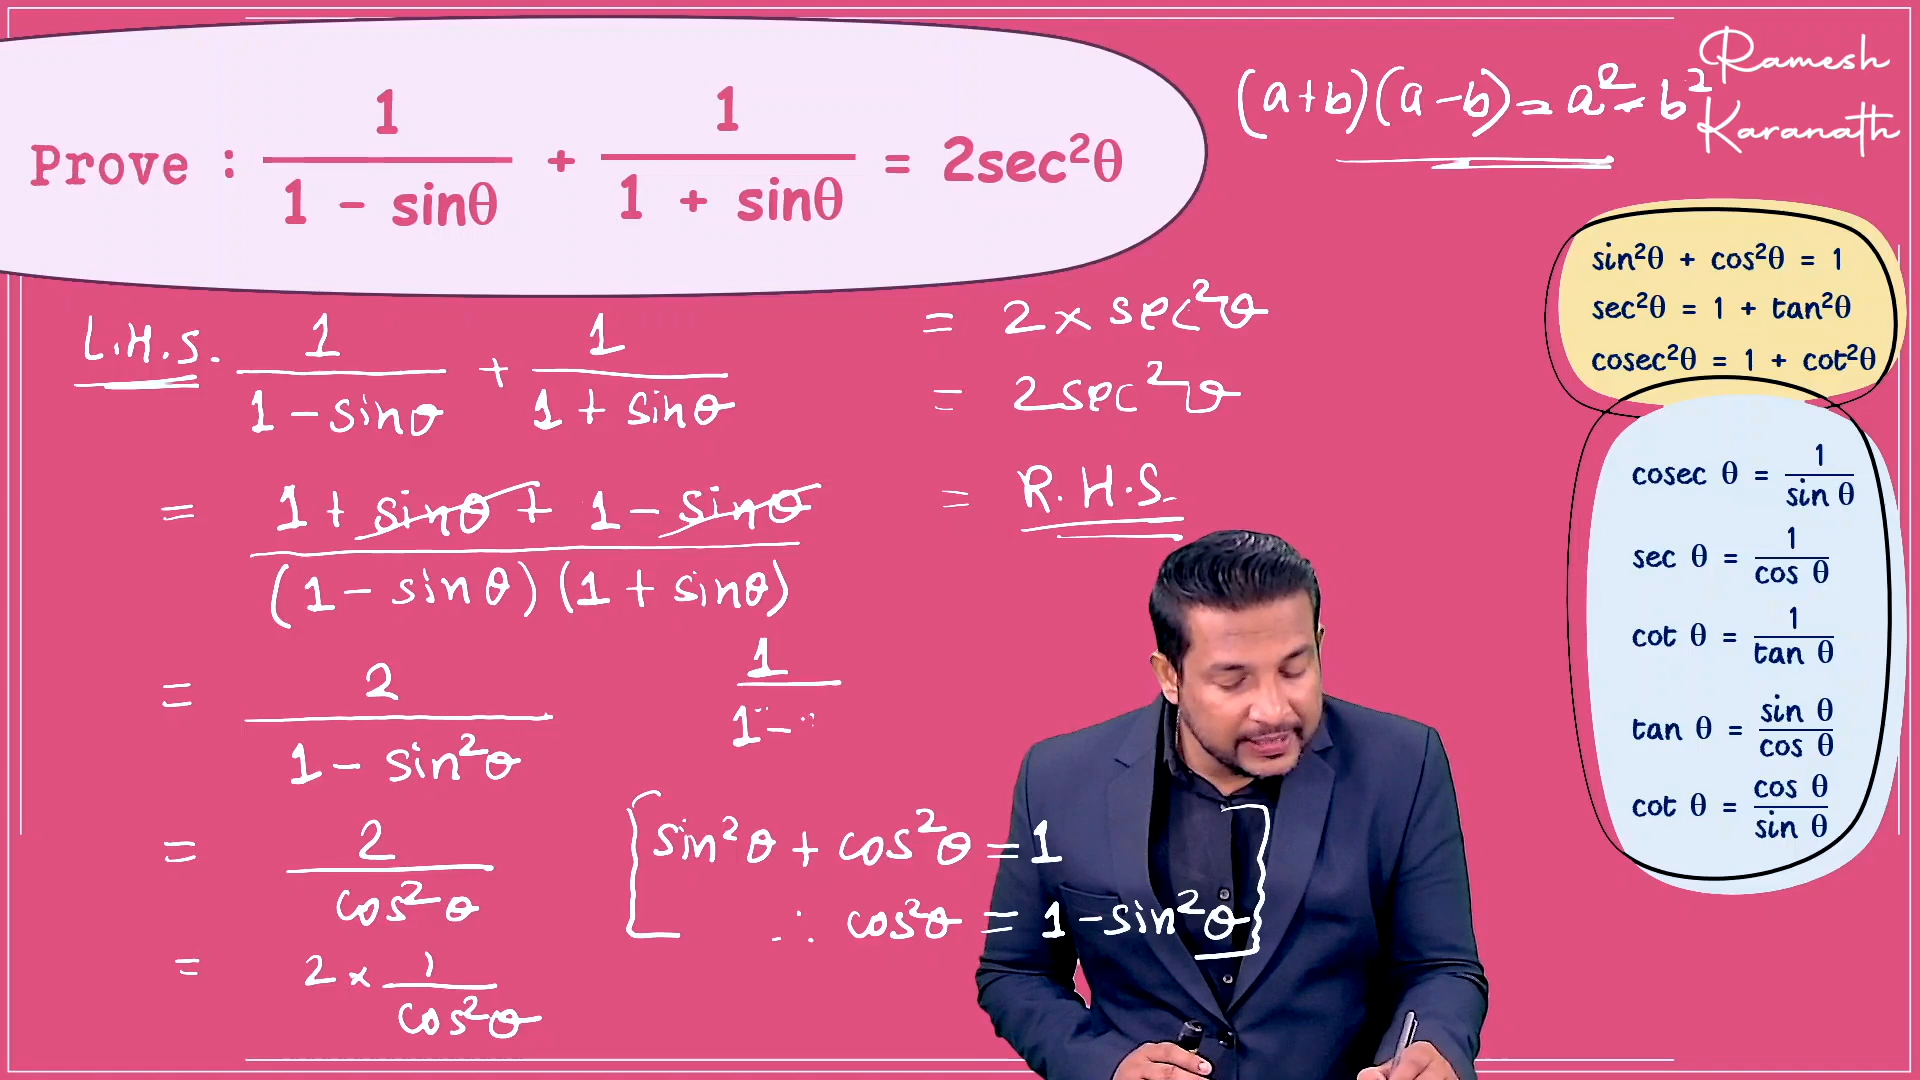 Prove : 1/(1 - sinθ) + 1/(1 + sinθ) = 2sec²θ
(a+b)(a-b) = a² - b²
Ramesh
Karanath
sin²θ + cos²θ = 1
sec²θ = 1 + tan²θ
cosec²θ = 1 + cot²θ
cosec θ = 1/sin θ
sec θ = 1/cos θ
cot θ = 1/tan θ
tan θ = sin θ/cos θ
cot θ = cos θ/sin θ
L.H.S. 1/(1 - sinθ) + 1/(1 + sinθ)
= (1 + sinθ + 1 - sinθ)/((1 - sinθ)(1 + sinθ))
= 2/(1 - sin²θ)
1/(1 -
= 2/cos²θ
[sin²θ + cos²θ = 1
∴ cos²θ = 1 - sin²θ]
= 2 × 1/cos²θ
= 2 × sec²θ
= 2sec²θ
= R.H.S.